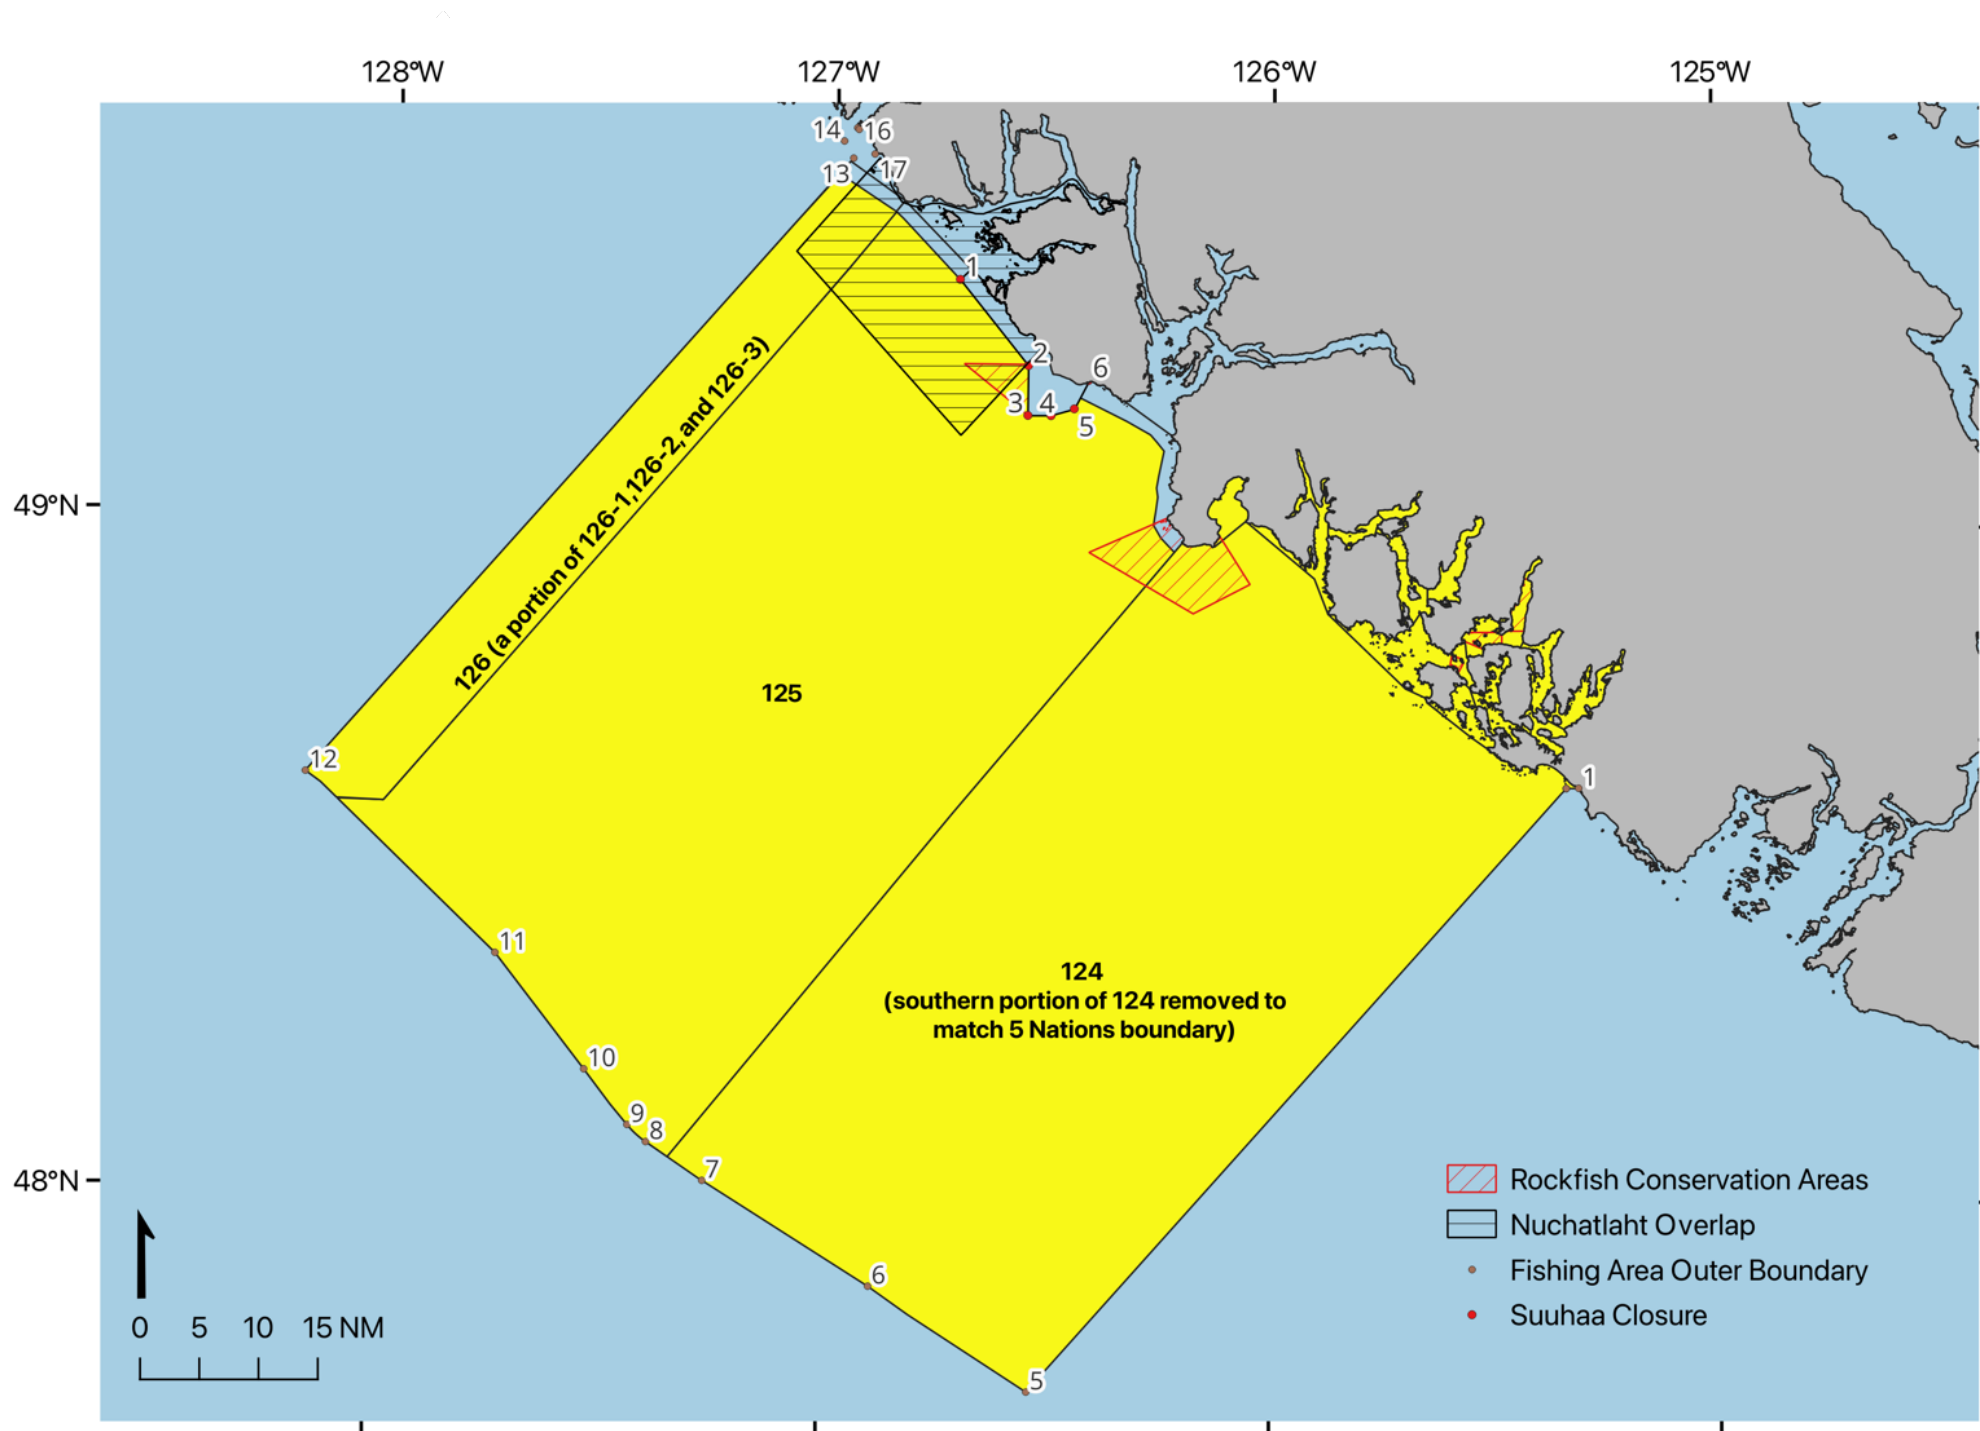 128°W
127°W
126°W
125°W
14
16
13
17
1
2
6
3
4
5
49°N
126 (a portion of 126-1,126-2, and 126-3)
125
12
1
11
124
(southern portion of 124 removed to
match 5 Nations boundary)
10
9
8
7
48°N
6
5
Rockfish Conservation Areas
Nuchatlaht Overlap
Fishing Area Outer Boundary
Suuhaa Closure
0 5 10 15 NM